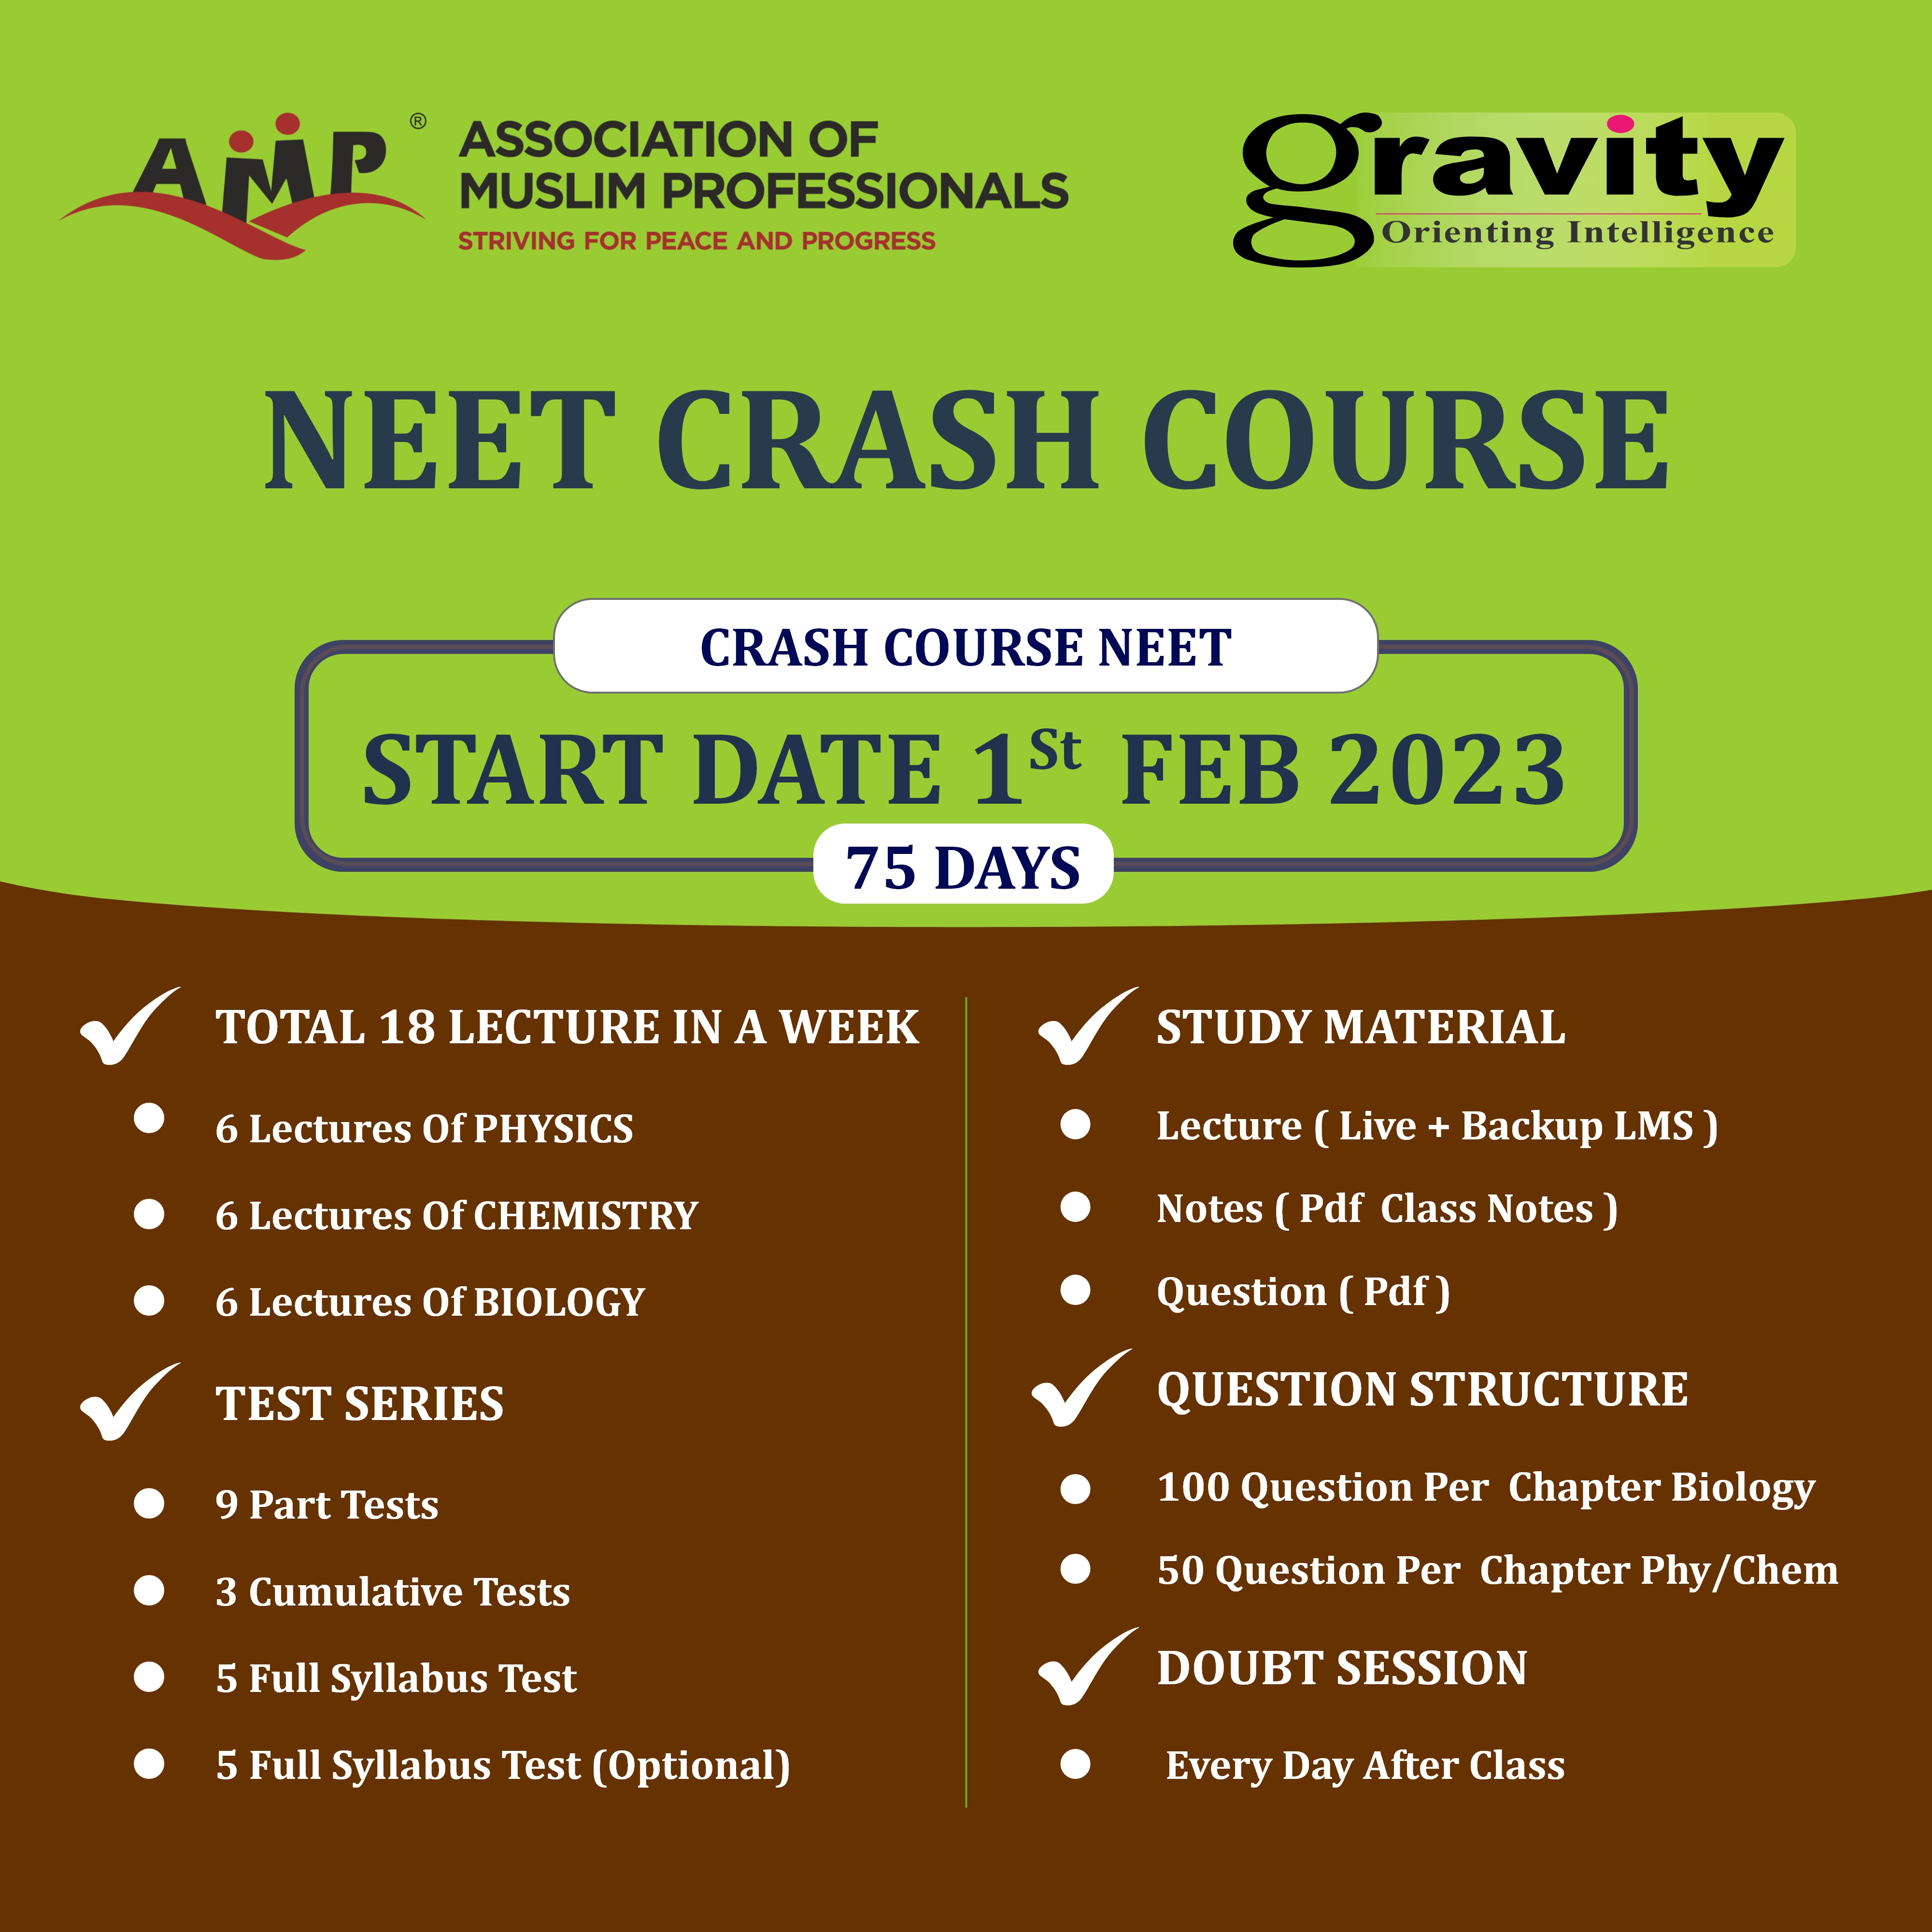 AMP ®
ASSOCIATION OF
MUSLIM PROFESSIONALS
STRIVING FOR PEACE AND PROGRESS
gravity
Orienting Intelligence
NEET CRASH COURSE
CRASH COURSE NEET
START DATE 1St FEB 2023
75 DAYS
TOTAL 18 LECTURE IN A WEEK
6 Lectures Of PHYSICS
6 Lectures Of CHEMISTRY
6 Lectures Of BIOLOGY
TEST SERIES
9 Part Tests
3 Cumulative Tests
5 Full Syllabus Test
5 Full Syllabus Test (Optional)
STUDY MATERIAL
Lecture ( Live + Backup LMS )
Notes ( Pdf Class Notes )
Question ( Pdf )
QUESTION STRUCTURE
100 Question Per Chapter Biology
50 Question Per Chapter Phy/Chem
DOUBT SESSION
Every Day After Class